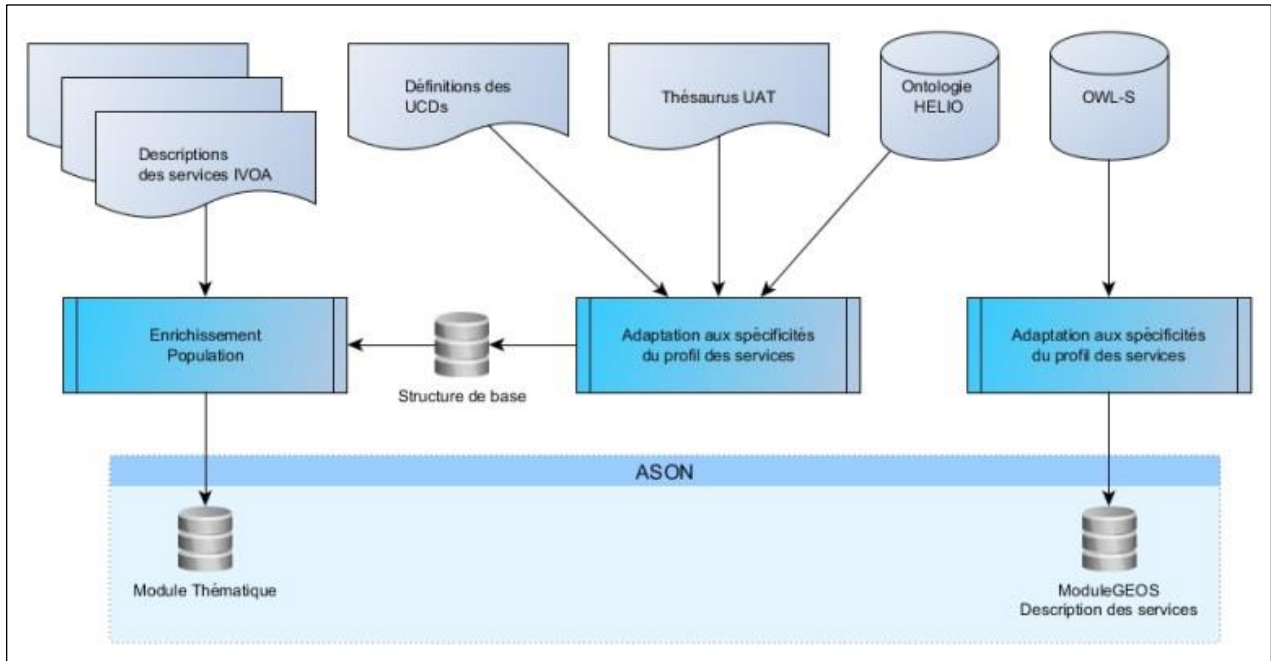 Descriptions
des services IVOA
Définitions des
UCDs
Thésaurus UAT
Ontologie
HELIO
OWL-S
Enrichissement
Population
Structure de base
Adaptation aux spécificités
du profil des services
Adaptation aux spécificités
du profil des services
ASON
Module Thématique
ModuleGEOS
Description des services